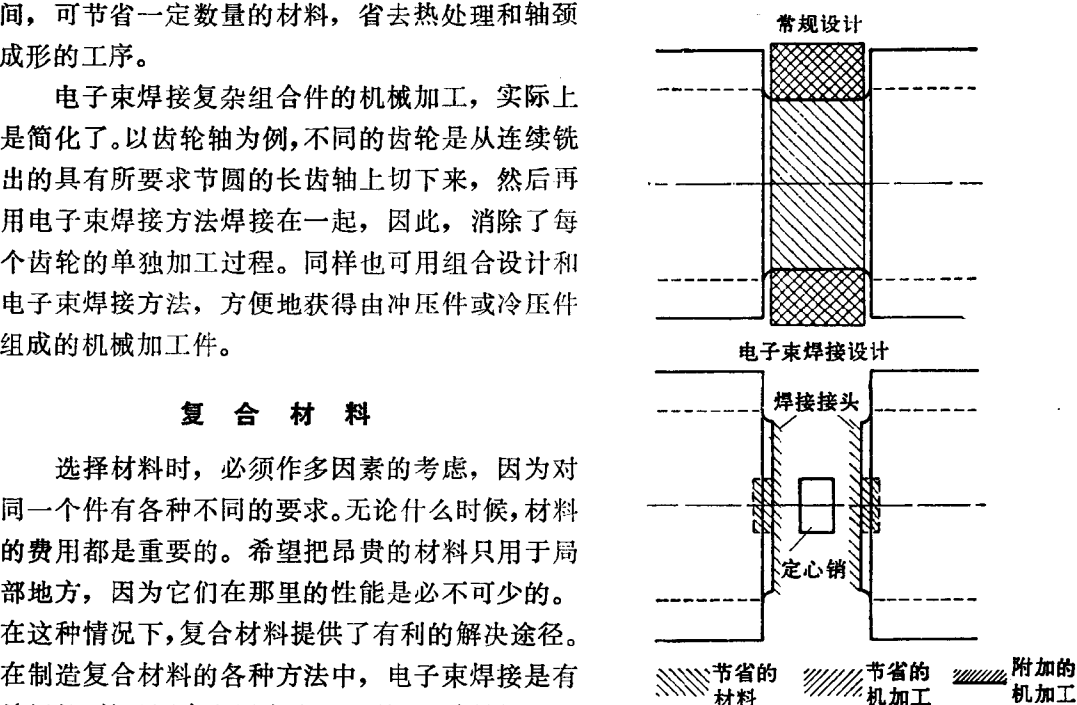 间，可节省一定数量的材料，省去热处理和轴颈
成形的工序。
电子束焊接复杂组合件的机械加工，实际上
是简化了。以齿轮轴为例，不同的齿轮是从连续铣
出的具有所要求节圆的长齿轴上切下来，然后再
用电子束焊接方法焊接在一起，因此，消除了每
个齿轮的单独加工过程。同样也可用组合设计和
电子束焊接方法，方便地获得由冲压件或冷压件
组成的机械加工件。
复合材料
选择材料时，必须作多因素的考虑，因为对
同一个件有各种不同的要求。无论什么时候，材料
的费用都是重要的。希望把昂贵的材料只用于局
部地方，因为它们在那里的性能是必不可少的。
在这种情况下，复合材料提供了有利的解决途径。
在制造复合材料的各种方法中，电子束焊接是有
常规设计
电子束焊接设计
焊接接头
定心销
节省的
材料
节省的
机加工
附加的
机加工